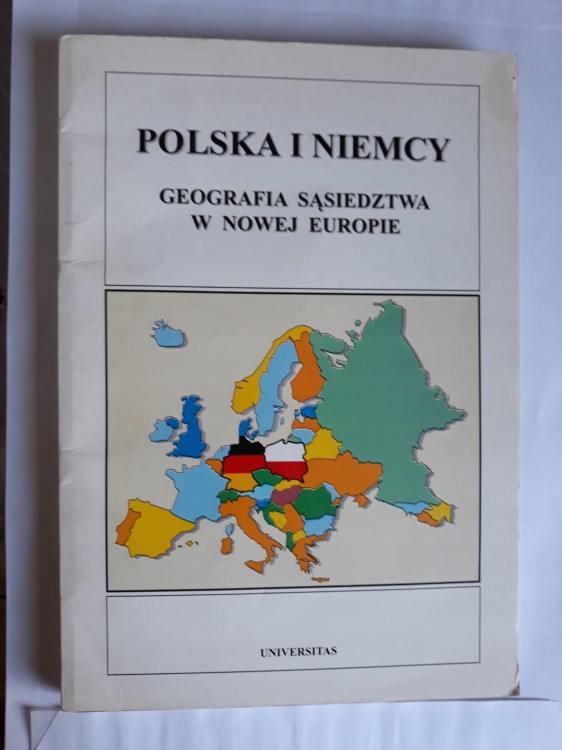 POLSKA I NIEMCY
GEOGRAFIA SĄSIEDZTWA
W NOWEJ EUROPIE
UNIVERSITAS